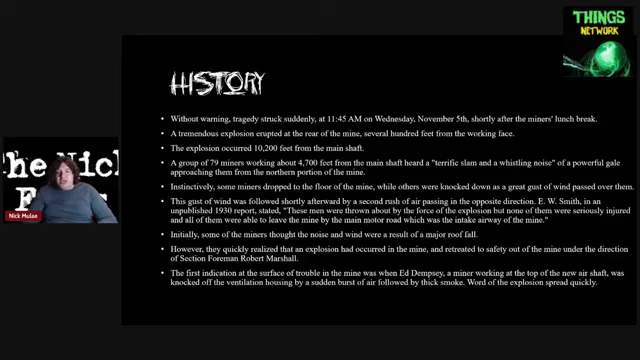 THINGS
NETWORK
HISTORY
• Without warning, tragedy struck suddenly, at 11:45 AM on Wednesday, November 5th, shortly after the miners' lunch break.
• A tremendous explosion erupted at the rear of the mine, several hundred feet from the working face.
• The explosion occurred 10,200 feet from the main shaft.
• A group of 79 miners working about 4,700 feet from the main shaft heard a "terrific slam and a whistling noise" of a powerful gale
approaching them from the northern portion of the mine.
• Instinctively, some miners dropped to the floor of the mine, while others were knocked down as a great gust of wind passed over them.
• This gust of wind was followed shortly afterward by a second rush of air passing in the opposite direction. E. W. Smith, in an
unpublished 1930 report, stated, "These men were thrown about by the force of the explosion but none of them were seriously injured
and all of them were able to leave the mine by the main motor road which was the intake airway of the mine."
• Initially, some of the miners thought the noise and wind were a result of a major roof fall.
• However, they quickly realized that an explosion had occurred in the mine, and retreated to safety out of the mine under the direction
of Section Foreman Robert Marshall.
• The first indication at the surface of trouble in the mine was when Ed Dempsey, a miner working at the top of the new air shaft, was
knocked off the ventilation housing by a sudden burst of air followed by thick smoke. Word of the explosion spread quickly.
The Nick
Nick Mulae